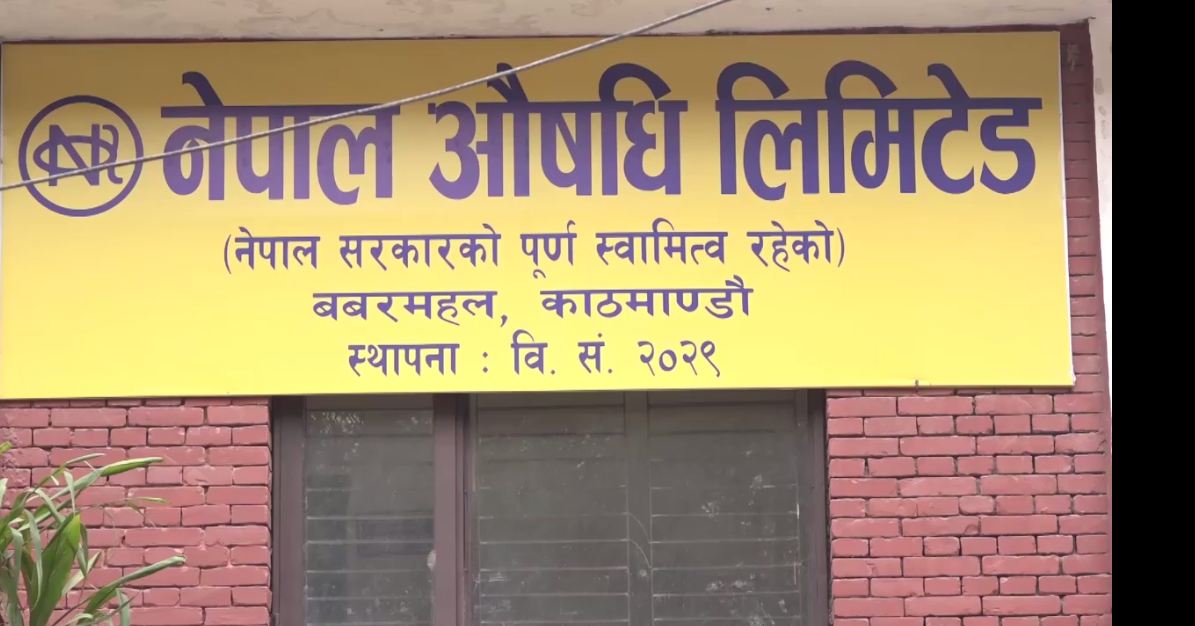 नेपाल औषधि लिमिटेड
(नेपाल सरकारको पूर्ण स्वामित्व रहेको)
बबरमहल, काठमाण्डौ
स्थापना : वि. सं. २०२९